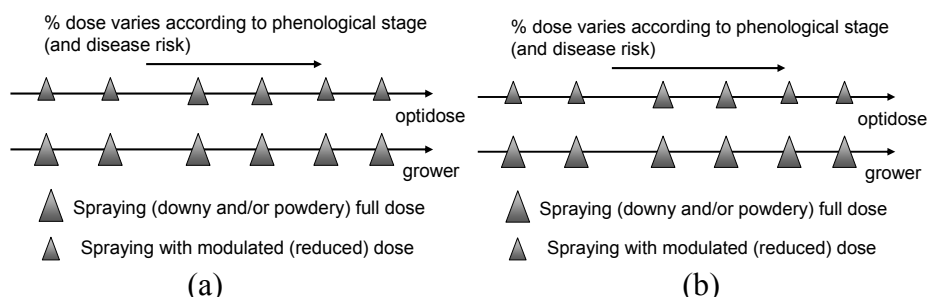 % dose varies according to phenological stage
(and disease risk)
optidose
grower
Spraying (downy and/or powdery) full dose
Spraying with modulated (reduced) dose
(a)
% dose varies according to phenological stage
(and disease risk)
optidose
grower
Spraying (downy and/or powdery) full dose
Spraying with modulated (reduced) dose
(b)